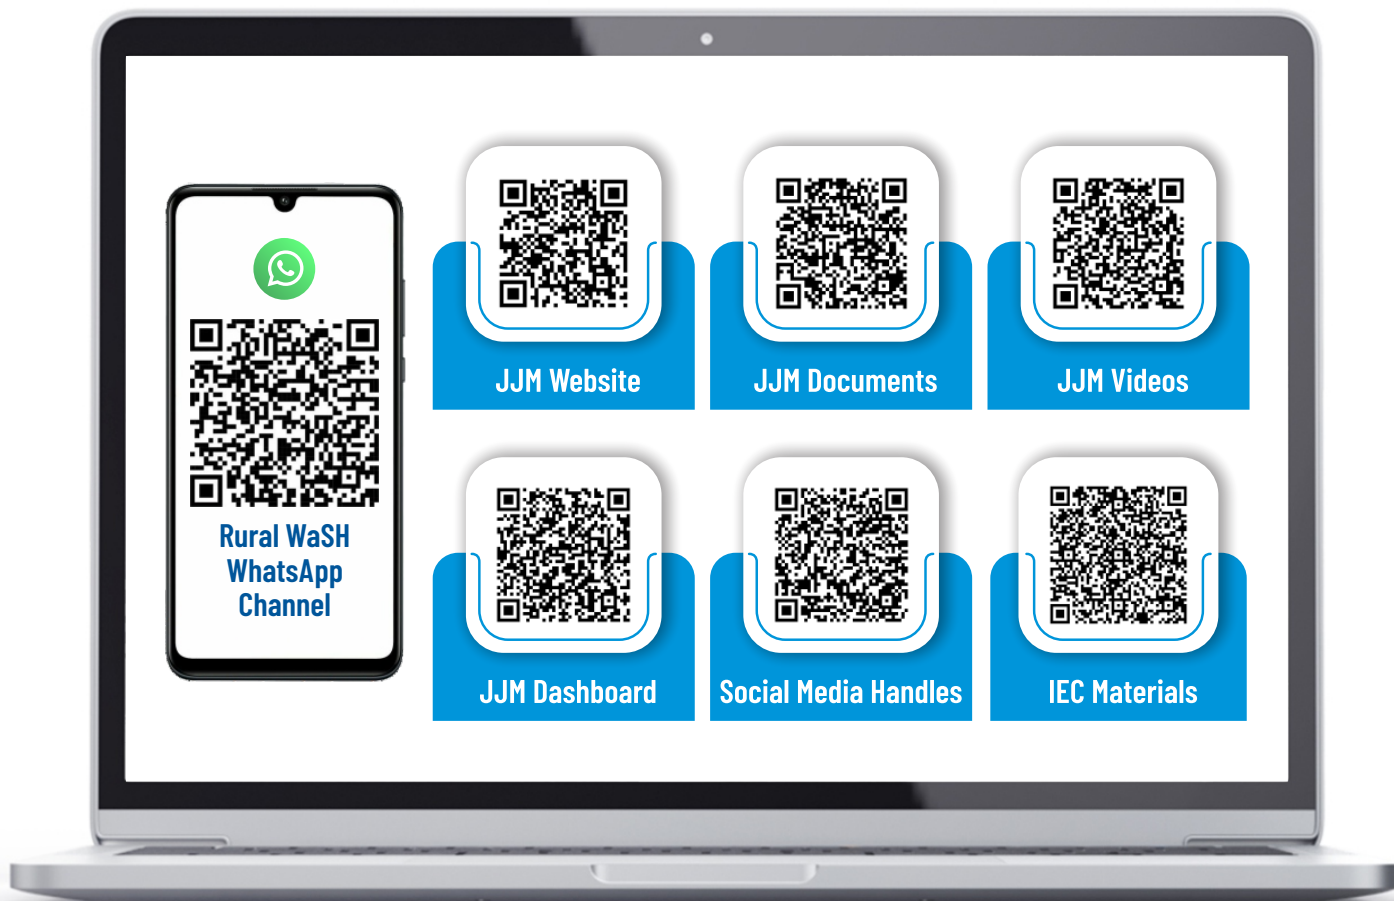 Rural WaSH
WhatsApp
Channel
JJM Website
JJM Documents
JJM Videos
JJM Dashboard
Social Media Handles
IEC Materials